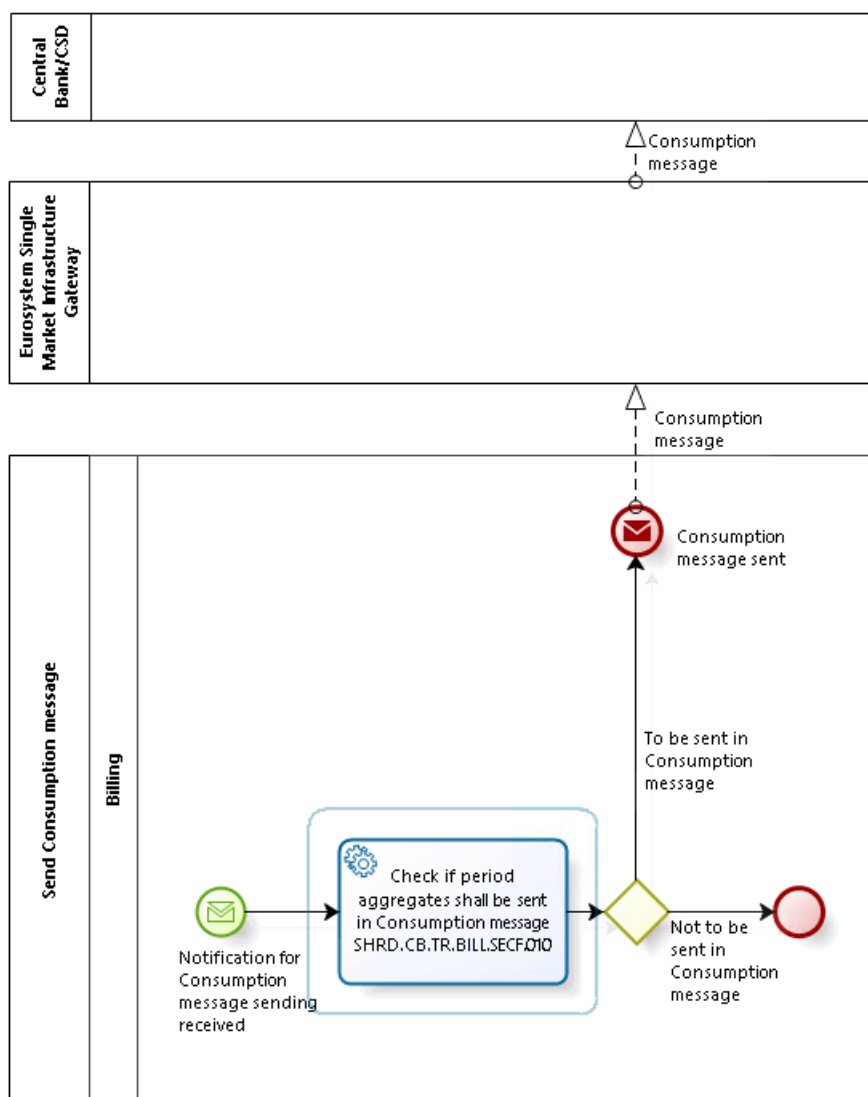 Central
Bank/CSD
Consumption
message
Eurosystem Single
Market Infrastructure
Gateway
Consumption
message
Consumption
message sent
Send Consumption message
Billing
To be sent in
Consumption
message
Check if period
aggregates shall be sent
in Consumption message
SHRD.CB.TR.BILL.SECF.010
Notification for
Consumption
message sending
received
Not to be
sent in
Consumption
message